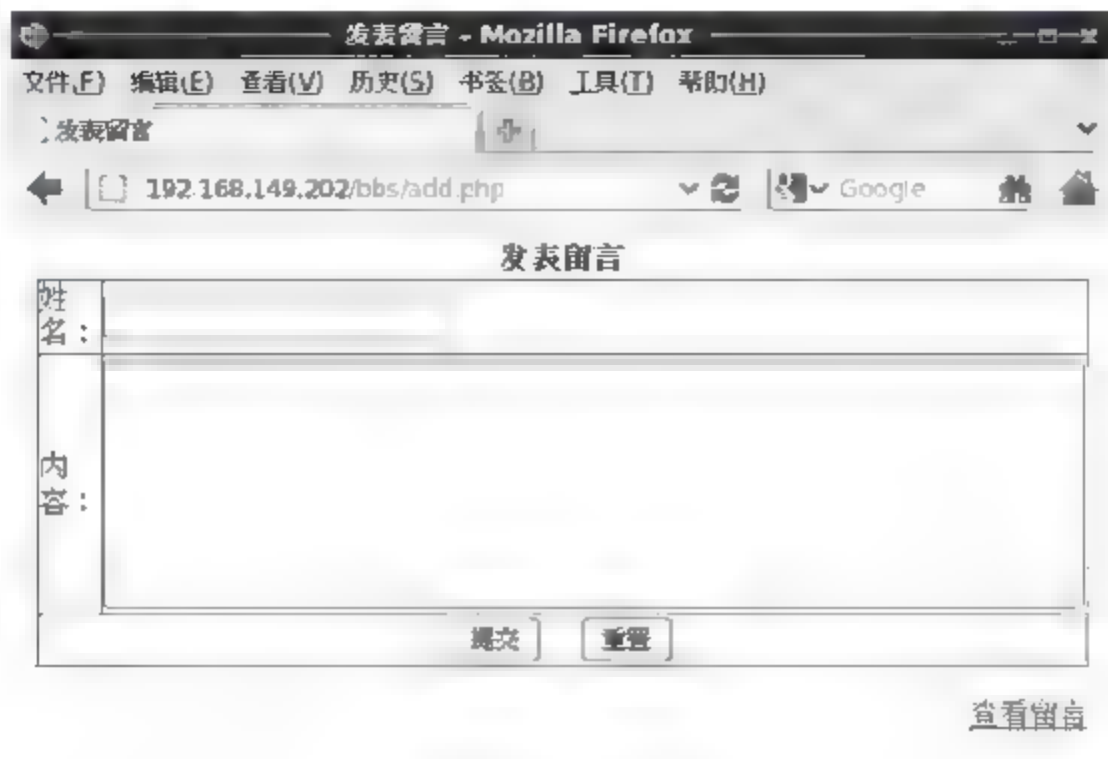 发表留言 - Mozilla Firefox
文件(F) 编辑(E) 查看(V) 历史(S) 书签(B) 工具(T) 帮助(H)
发表留言
192.168.149.202/bbs/add.php Google
发表留言
姓
名：
内
容：
提交 重置
查看留言